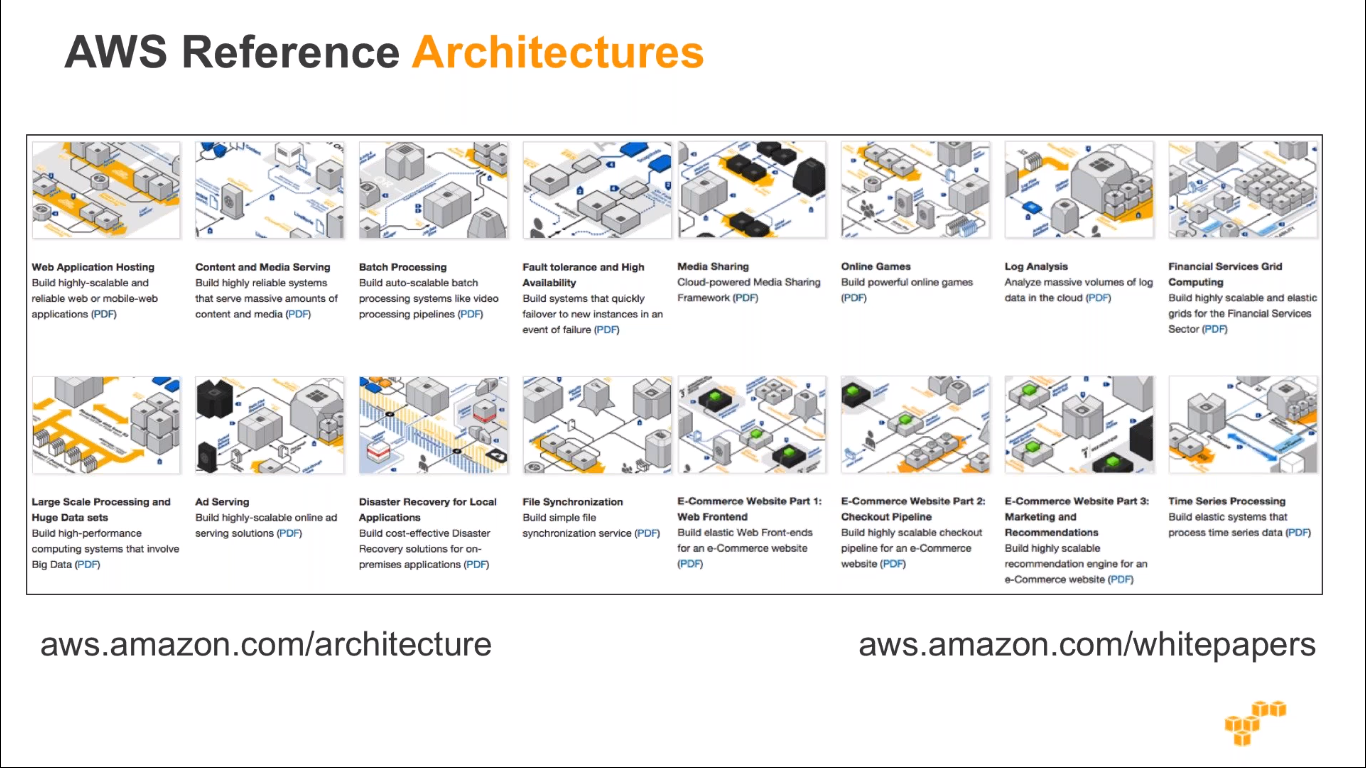 AWS Reference Architectures
Web Application Hosting
Build highly-scalable and
reliable web or mobile-web
applications (PDF)
Content and Media Serving
Build highly reliable systems
that serve massive amounts of
content and media (PDF)
Batch Processing
Build auto-scalable batch
processing systems like video
processing pipelines (PDF)
Fault tolerance and High
Availability
Build systems that quickly
failover to new instances in an
event of failure (PDF)
Media Sharing
Cloud-powered Media Sharing
Framework (PDF)
Online Games
Build powerful online games
(PDF)
Log Analysis
Analyze massive volumes of log
data in the cloud (PDF)
Financial Services Grid
Computing
Build highly scalable and elastic
grids for the Financial Services
Sector (PDF)
Large Scale Processing and
Huge Data sets
Build high-performance
computing systems that involve
Big Data (PDF)
Ad Serving
Build highly-scalable online ad
serving solutions (PDF)
Disaster Recovery for Local
Applications
Build cost-effective Disaster
Recovery solutions for on-
premises applications (PDF)
File Synchronization
Build simple file
synchronization service (PDF)
E-Commerce Website Part 1:
Web Frontend
Build elastic Web Front-ends
for an e-Commerce website
(PDF)
E-Commerce Website Part 2:
Checkout Pipeline
Build highly scalable checkout
pipeline for an e-Commerce
website (PDF)
E-Commerce Website Part 3:
Marketing and
Recommendations
Build highly scalable
recommendation engine for an
e-Commerce website (PDF)
Time Series Processing
Build elastic systems that
process time series data (PDF)
aws.amazon.com/architecture
aws.amazon.com/whitepapers